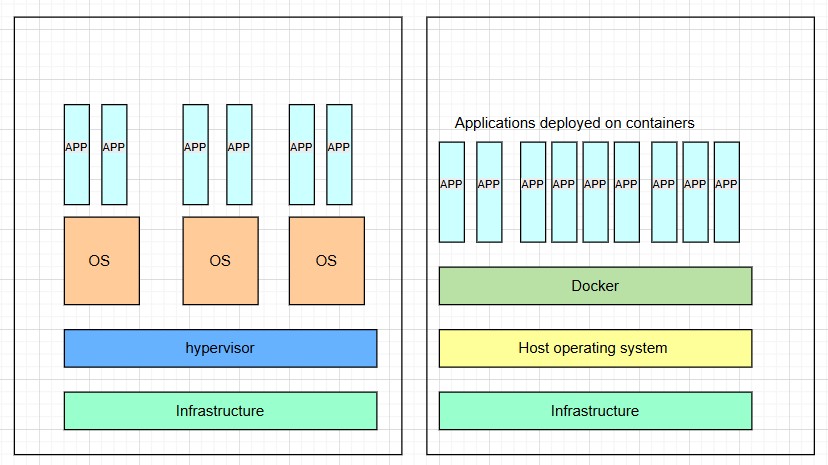 APP
APP
APP
APP
APP
APP
OS
OS
OS
hypervisor
Infrastructure
Applications deployed on containers
APP
APP
APP
APP
APP
APP
APP
APP
APP
Docker
Host operating system
Infrastructure